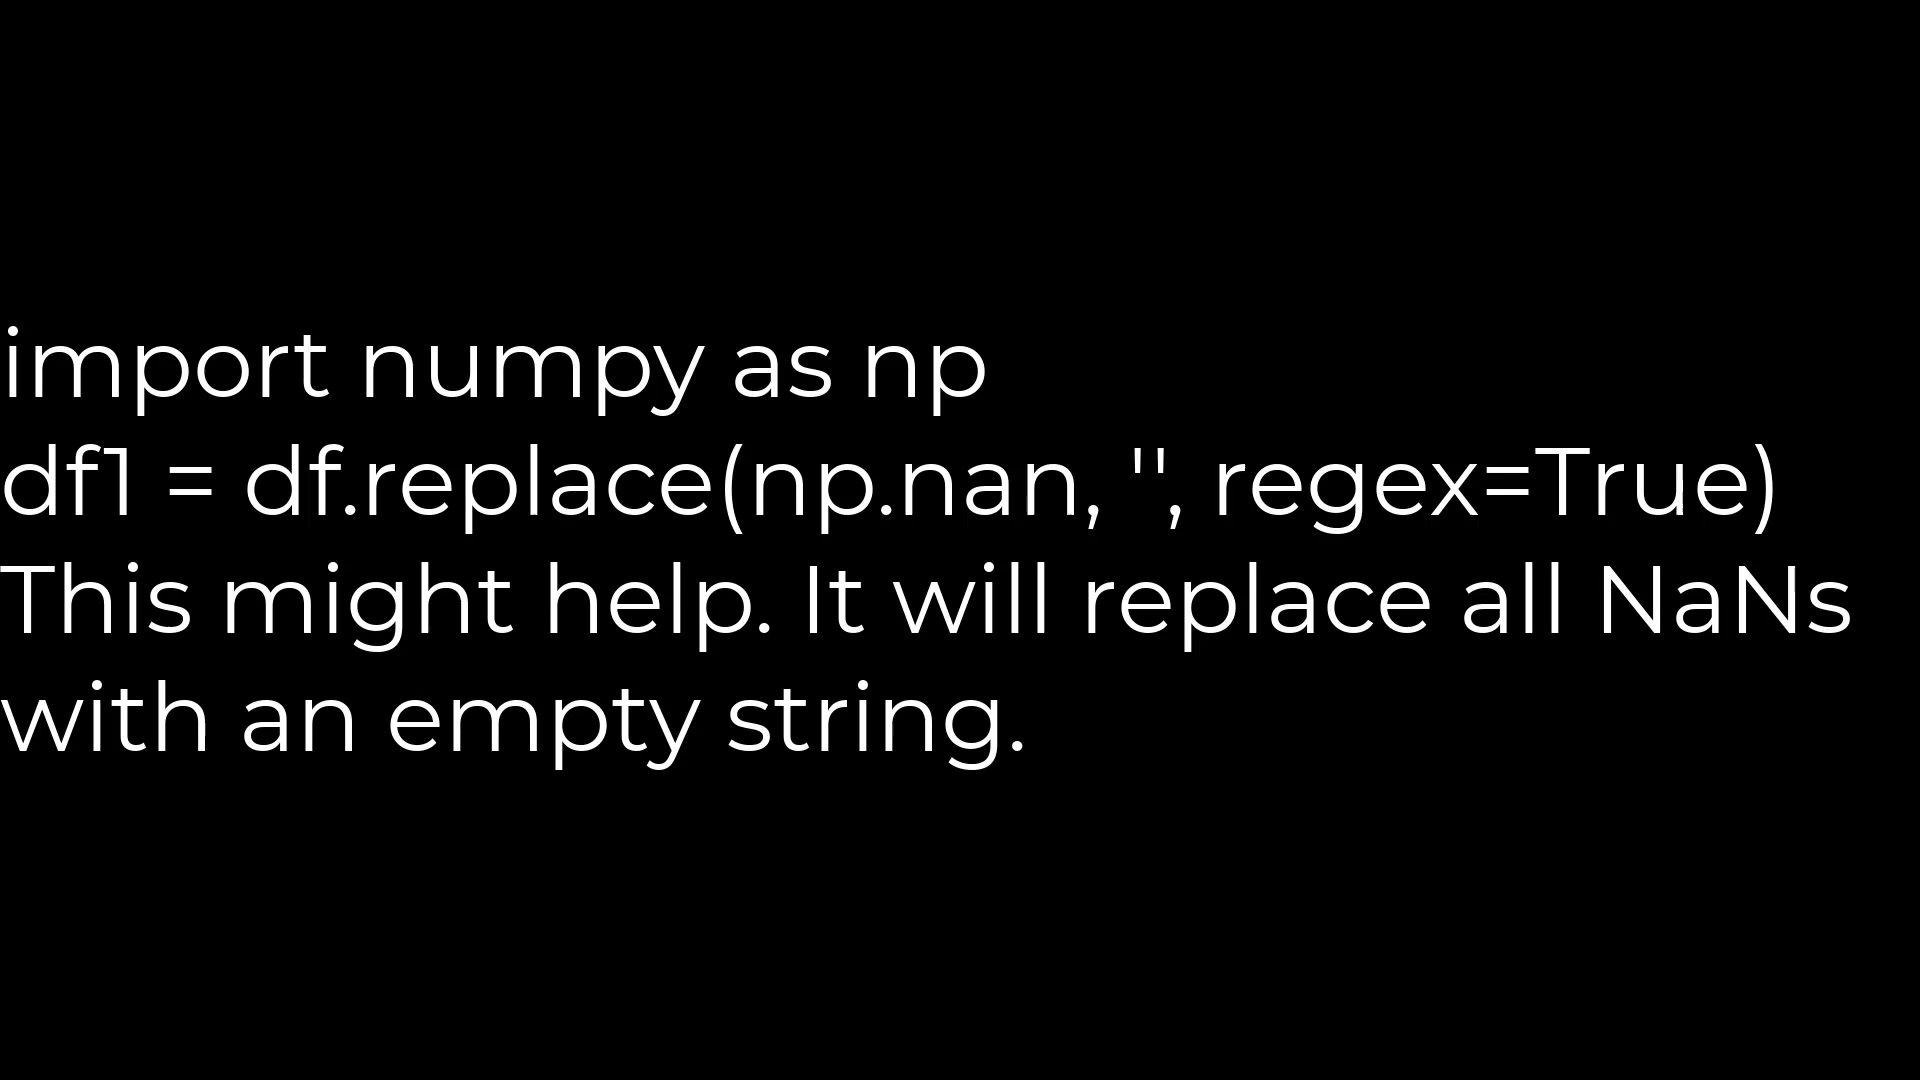 import numpy as np
df1 = df.replace(np.nan, '', regex=True)
This might help. It will replace all NaNs
with an empty string.